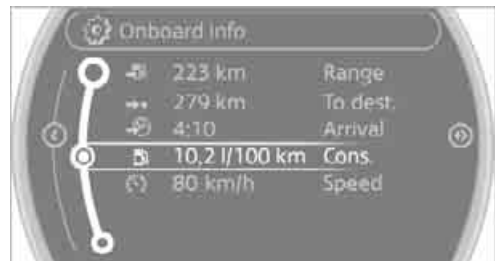 Onboard info
223 km Range
279 km To dest.
4:10 Arrival
10,2 l/100 km Cons.
80 km/h Speed